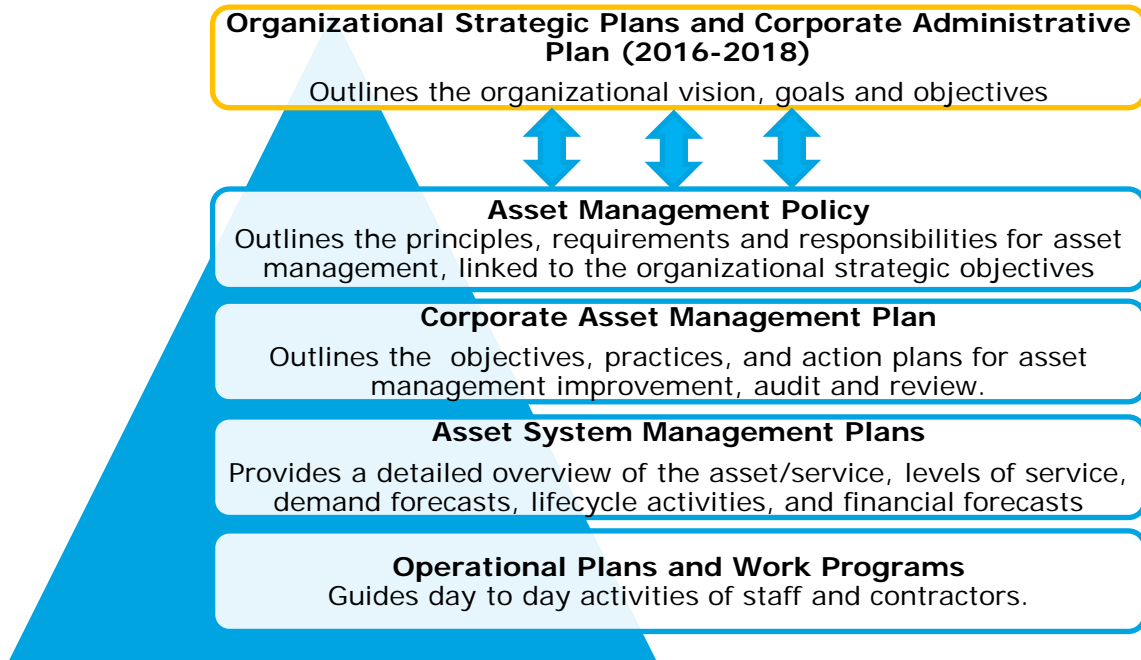 Organizational Strategic Plans and Corporate Administrative
Plan (2016-2018)
Outlines the organizational vision, goals and objectives
Asset Management Policy
Outlines the principles, requirements and responsibilities for asset
management, linked to the organizational strategic objectives
Corporate Asset Management Plan
Outlines the  objectives, practices, and action plans for asset
management improvement, audit and review.
Asset System Management Plans
Provides a detailed overview of the asset/service, levels of service,
demand forecasts, lifecycle activities, and financial forecasts
Operational Plans and Work Programs
Guides day to day activities of staff and contractors.